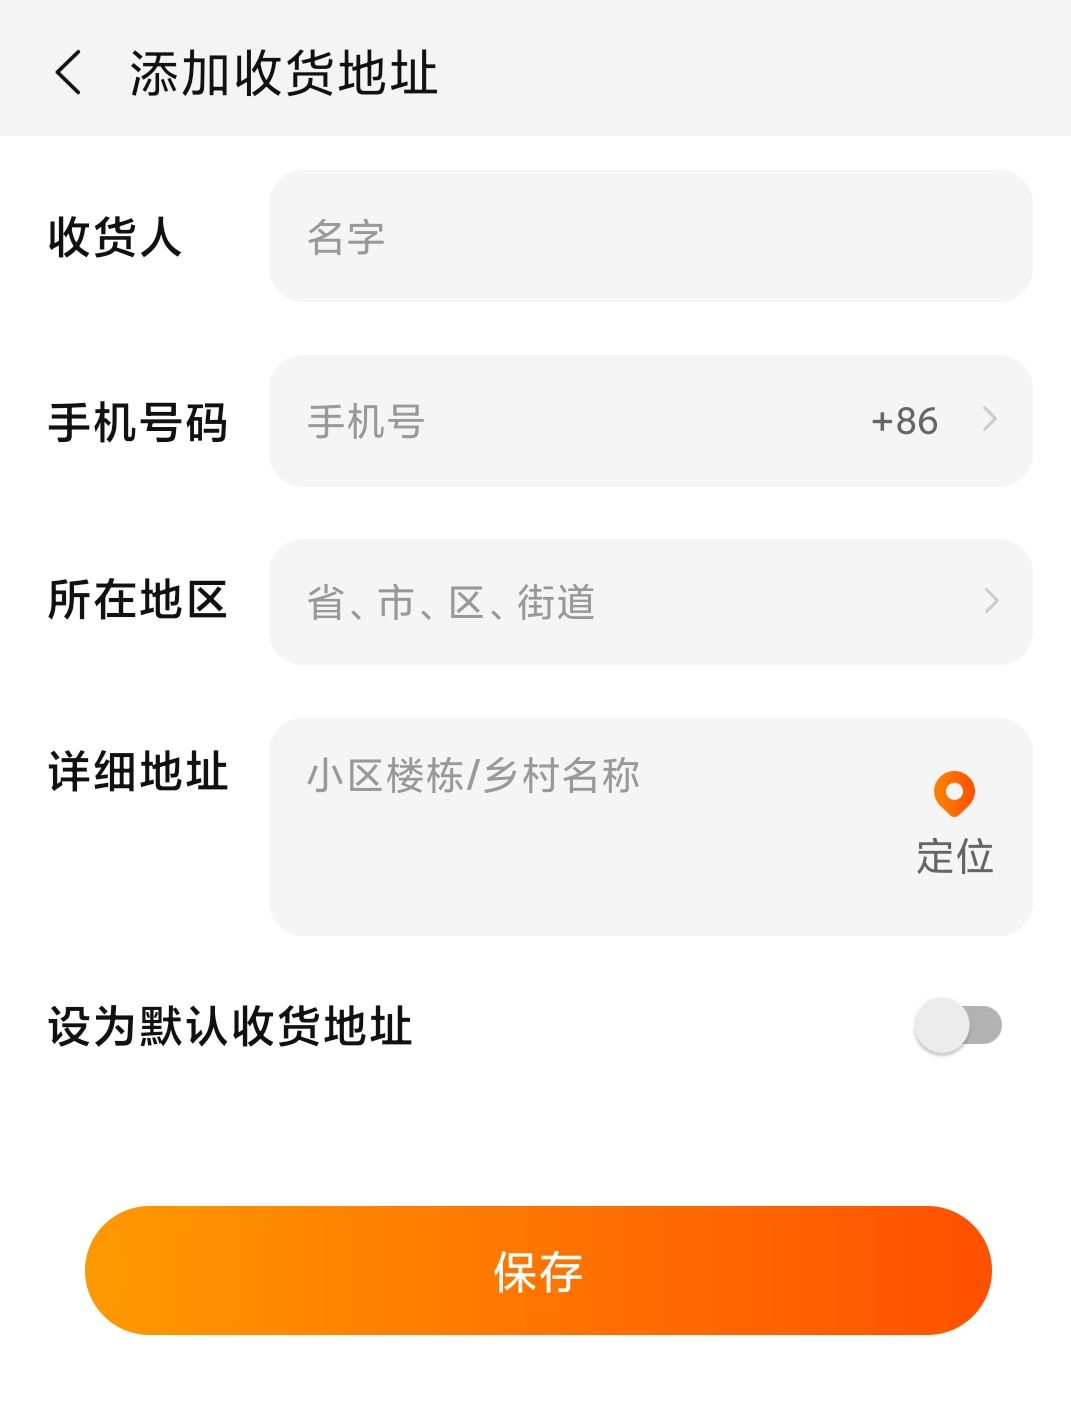 添加收货地址
收货人 名字
手机号码 手机号 +86
所在地区 省、市、区、街道
详细地址 小区楼栋/乡村名称
定位
设为默认收货地址
保存